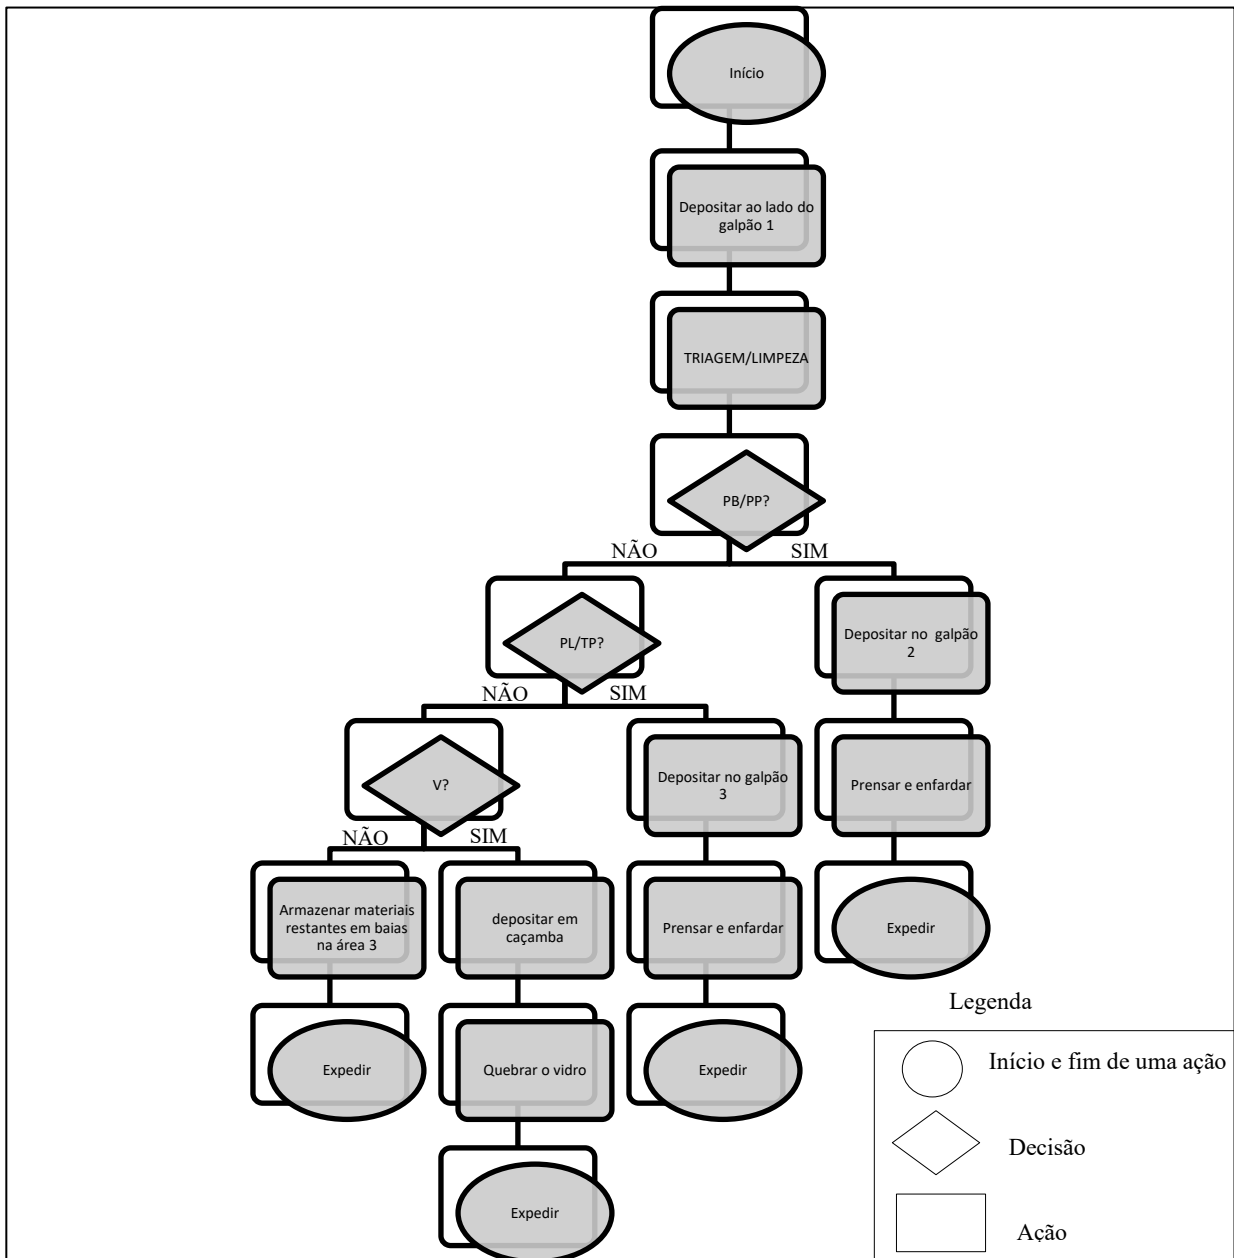 Início
Depositar ao lado do
galpão 1
TRIAGEM/LIMPEZA
PB/PP?
NÃO
SIM
PL/TP?
Depositar no galpão
2
NÃO
SIM
V?
Depositar no galpão
3
Prensar e enfardar
NÃO
SIM
Armazenar materiais
restantes em baias
na área 3
depositar em
caçamba
Prensar e enfardar
Expedir
Legenda
Expedir
Quebrar o vidro
Expedir
Início e fim de uma ação
Decisão
Expedir
Ação